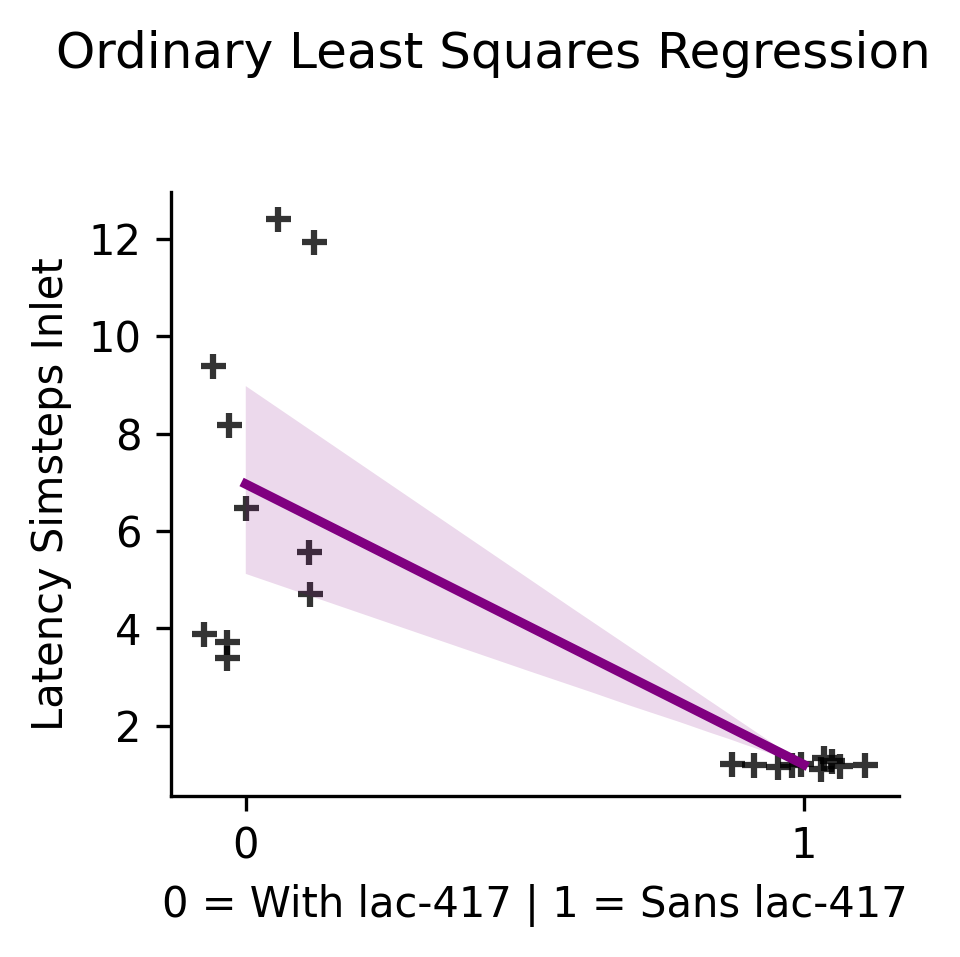 Ordinary Least Squares Regression
Latency Simsteps Inlet
12
10
8
6
4
2
0 1
0 = With lac-417 | 1 = Sans lac-417